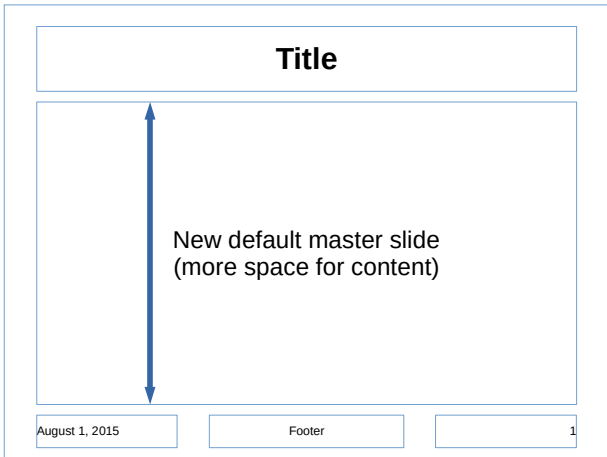 Title
New default master slide
(more space for content)
August 1, 2015
Footer
1